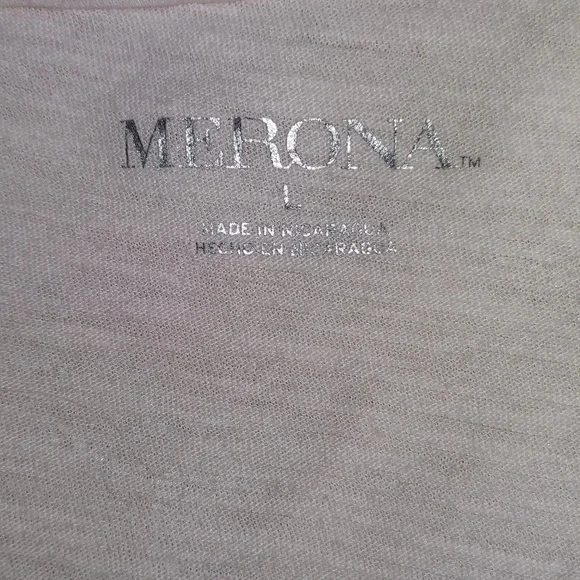 MERONA™
L
MADE IN NICARAGUA
HECHO EN NICARAGUA